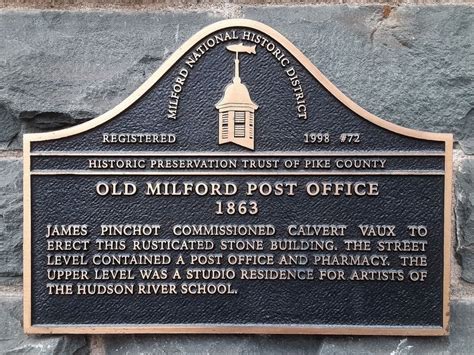 MILFORD NATIONAL HISTORIC DISTRICT
REGISTERED 1998 #72
HISTORIC PRESERVATION TRUST OF PIKE COUNTY
OLD MILFORD POST OFFICE
1863
JAMES PINCHOT COMMISSIONED CALVERT VAUX TO
ERECT THIS RUSTICATED STONE BUILDING. THE STREET
LEVEL CONTAINED A POST OFFICE AND PHARMACY. THE
UPPER LEVEL WAS A STUDIO RESIDENCE FOR ARTISTS OF
THE HUDSON RIVER SCHOOL.